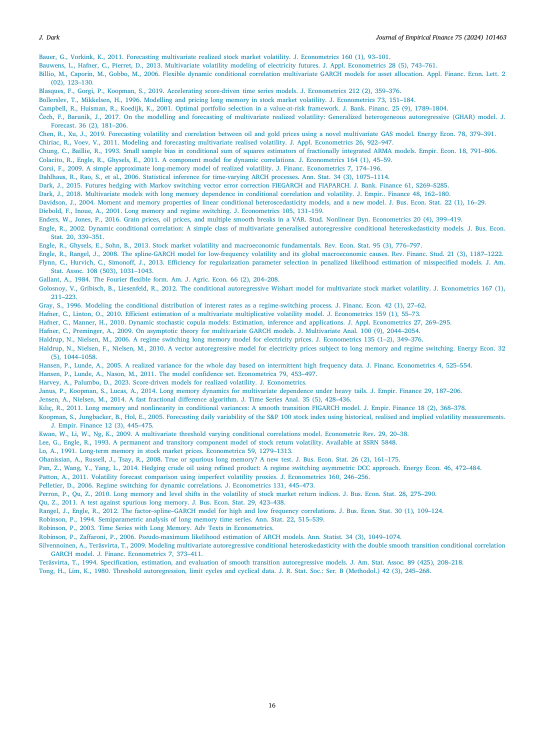 J. Dark
Journal of Empirical Finance 75 (2024) 101463
Bauer, G., Vorkink, K., 2011. Forecasting multivariate realized stock market volatility. J. Econometrics 160 (1), 93–101.
Bauwens, L., Hafner, C., Pierret, D., 2013. Multivariate volatility modeling of electricity futures. J. Appl. Econometrics 28 (5), 743–761.
Billio, M., Caporin, M., Gobbo, M., 2006. Flexible dynamic conditional correlation multivariate GARCH models for asset allocation. Appl. Financ. Econ. Lett. 2
(02), 123–130.
Blasques, F., Gorgi, P., Koopman, S., 2019. Accelerating score-driven time series models. J. Econometrics 212 (2), 359–376.
Bollerslev, T., Mikkelsen, H., 1996. Modelling and pricing long memory in stock market volatility. J. Econometrics 73, 151–184.
Campbell, R., Huisman, R., Koedijk, K., 2001. Optimal portfolio selection in a value-at-risk framework. J. Bank. Financ. 25 (9), 1789–1804.
Čech, F., Barunik, J., 2017. On the modelling and forecasting of multivariate realized volatility: Generalized heterogeneous autoregressive (GHAR) model. J.
Forecast. 36 (2), 181–206.
Chen, R., Xu, J., 2019. Forecasting volatility and correlation between oil and gold prices using a novel multivariate GAS model. Energy Econ. 78, 379–391.
Chiriac, R., Voev, V., 2011. Modeling and forecasting multivariate realised volatility. J. Appl. Econometrics 26, 922–947.
Chung, C., Baillie, R., 1993. Small sample bias in conditional sum of squares estimators of fractionally integrated ARMA models. Empir. Econ. 18, 791–806.
Colacito, R., Engle, R., Ghysels, E., 2011. A component model for dynamic correlations. J. Econometrics 164 (1), 45–59.
Corsi, F., 2009. A simple approximate long-memory model of realized volatility. J. Financ. Econometrics 7, 174–196.
Dahlhaus, R., Rao, S., et al., 2006. Statistical inference for time-varying ARCH processes. Ann. Stat. 34 (3), 1075–1114.
Dark, J., 2015. Futures hedging with Markov switching vector error correction FIEGARCH and FIAPARCH. J. Bank. Finance 61, S269–S285.
Dark, J., 2018. Multivariate models with long memory dependence in conditional correlation and volatility. J. Empir.. Finance 48, 162–180.
Davidson, J., 2004. Moment and memory properties of linear conditional heteroscedasticity models, and a new model. J. Bus. Econ. Stat. 22 (1), 16–29.
Diebold, F., Inoue, A., 2001. Long memory and regime switching. J. Econometrics 105, 131–159.
Enders, W., Jones, P., 2016. Grain prices, oil prices, and multiple smooth breaks in a VAR. Stud. Nonlinear Dyn. Econometrics 20 (4), 399–419.
Engle, R., 2002. Dynamic conditional correlation: A simple class of multivariate generalised autoregressive conditional heteroskedasticity models. J. Bus. Econ.
Stat. 20, 339–351.
Engle, R., Ghysels, E., Sohn, B., 2013. Stock market volatility and macroeconomic fundamentals. Rev. Econ. Stat. 95 (3), 776–797.
Engle, R., Rangel, J., 2008. The spline-GARCH model for low-frequency volatility and its global macroeconomic causes. Rev. Financ. Stud. 21 (3), 1187–1222.
Flynn, C., Hurvich, C., Simonoff, J., 2013. Efficiency for regularization parameter selection in penalized likelihood estimation of misspecified models. J. Am.
Stat. Assoc. 108 (503), 1031–1043.
Gallant, A., 1984. The Fourier flexible form. Am. J. Agric. Econ. 66 (2), 204–208.
Golosnoy, V., Gribisch, B., Liesenfeld, R., 2012. The conditional autoregressive Wishart model for multivariate stock market volatility. J. Econometrics 167 (1),
211–223.
Gray, S., 1996. Modeling the conditional distribution of interest rates as a regime-switching process. J. Financ. Econ. 42 (1), 27–62.
Hafner, C., Linton, O., 2010. Efficient estimation of a multivariate multiplicative volatility model. J. Econometrics 159 (1), 55–73.
Hafner, C., Manner, H., 2010. Dynamic stochastic copula models: Estimation, inference and applications. J. Appl. Econometrics 27, 269–295.
Hafner, C., Preminger, A., 2009. On asymptotic theory for multivariate GARCH models. J. Multivariate Anal. 100 (9), 2044–2054.
Haldrup, N., Nielsen, M., 2006. A regime switching long memory model for electricity prices. J. Econometrics 135 (1–2), 349–376.
Haldrup, N., Nielsen, F., Nielsen, M., 2010. A vector autoregressive model for electricity prices subject to long memory and regime switching. Energy Econ. 32
(5), 1044–1058.
Hansen, P., Lunde, A., 2005. A realized variance for the whole day based on intermittent high frequency data. J. Financ. Econometrics 4, 525–554.
Hansen, P., Lunde, A., Nason, M., 2011. The model confidence set. Econometrica 79, 453–497.
Harvey, A., Palumbo, D., 2023. Score-driven models for realized volatility. J. Econometrics.
Janus, P., Koopman, S., Lucas, A., 2014. Long memory dynamics for multivariate dependence under heavy tails. J. Empir. Finance 29, 187–206.
Jensen, A., Nielsen, M., 2014. A fast fractional difference algorithm. J. Time Series Anal. 35 (5), 428–436.
Kılıç, R., 2011. Long memory and nonlinearity in conditional variances: A smooth transition FIGARCH model. J. Empir. Finance 18 (2), 368–378.
Koopman, S., Jungbacker, B., Hol, E., 2005. Forecasting daily variability of the S&P 100 stock index using historical, realised and implied volatility measurements.
J. Empir. Finance 12 (3), 445–475.
Kwan, W., Li, W., Ng, K., 2009. A multivariate threshold varying conditional correlations model. Econometric Rev. 29, 20–38.
Lee, G., Engle, R., 1993. A permanent and transitory component model of stock return volatility. Available at SSRN 5848.
Lo, A., 1991. Long-term memory in stock market prices. Econometrica 59, 1279–1313.
Ohanissian, A., Russell, J., Tsay, R., 2008. True or spurious long memory? A new test. J. Bus. Econ. Stat. 26 (2), 161–175.
Pan, Z., Wang, Y., Yang, L., 2014. Hedging crude oil using refined product: A regime switching asymmetric DCC approach. Energy Econ. 46, 472–484.
Patton, A., 2011. Volatility forecast comparison using imperfect volatility proxies. J. Econometrics 160, 246–256.
Pelletier, D., 2006. Regime switching for dynamic correlations. J. Econometrics 131, 445–473.
Perron, P., Qu, Z., 2010. Long memory and level shifts in the volatility of stock market return indices. J. Bus. Econ. Stat. 28, 275–290.
Qu, Z., 2011. A test against spurious long memory. J. Bus. Econ. Stat. 29, 423–438.
Rangel, J., Engle, R., 2012. The factor–spline–GARCH model for high and low frequency correlations. J. Bus. Econom. Stat. 30 (1), 109–124.
Robinson, P., 1994. Semiparametric analysis of long memory time series. Ann. Stat. 22, 515–539.
Robinson, P., 2003. Time Series with Long Memory. Adv Texts in Econometrics.
Robinson, P., Zaffaroni, P., 2006. Pseudo-maximum likelihood estimation of ARCH models. Ann. Statist. 34 (3), 1049–1074.
Silvennoinen, A., Teräsvirta, T., 2009. Modeling multivariate autoregressive conditional heteroskedasticity with the double smooth transition conditional correlation
GARCH model. J. Financ. Econometrics 7, 373–411.
Teräsvirta, T., 1994. Specification, estimation, and evaluation of smooth transition autoregressive models. J. Am. Stat. Assoc. 89 (425), 208–218.
Tong, H., Lim, K., 1980. Threshold autoregression, limit cycles and cyclical data. J. R. Stat. Soc.: Ser. B (Methodol.) 42 (3), 245–268.
16